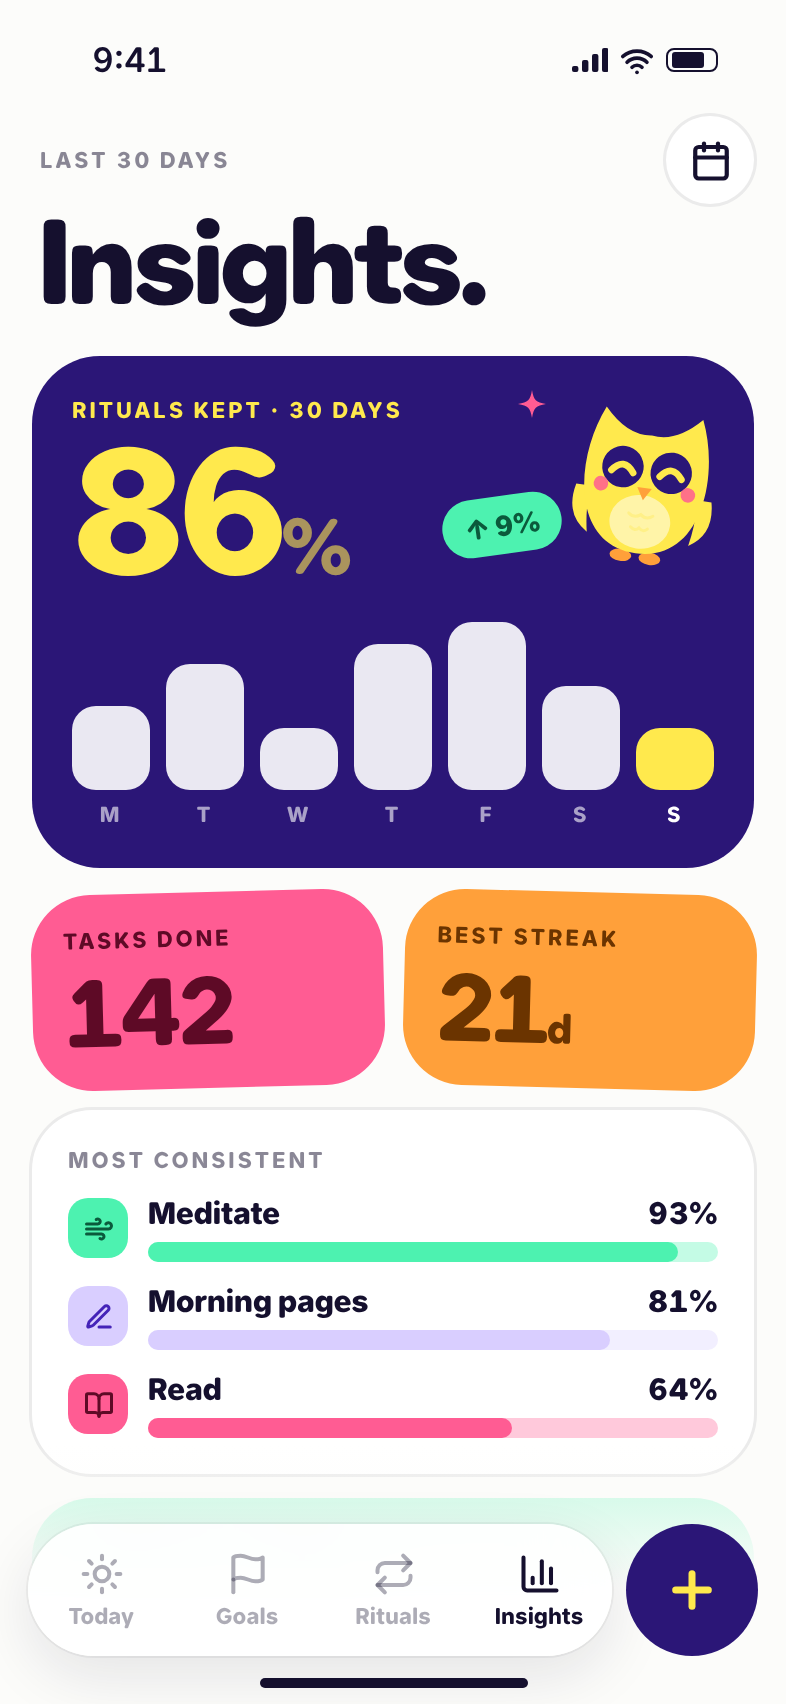 9:41
LAST 30 DAYS
Insights.
RITUALS KEPT · 30 DAYS
86%
↑ 9%
M T W T F S S
TASKS DONE
142
BEST STREAK
21d
MOST CONSISTENT
Meditate 93%
Morning pages 81%
Read 64%
Today Goals Rituals Insights